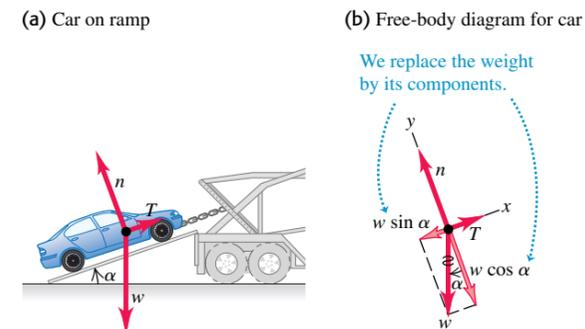 (a) Car on ramp
n
T
α
w
(b) Free-body diagram for car
We replace the weight
by its components.
y
n
x
w sin α
T
w cos α
α
w